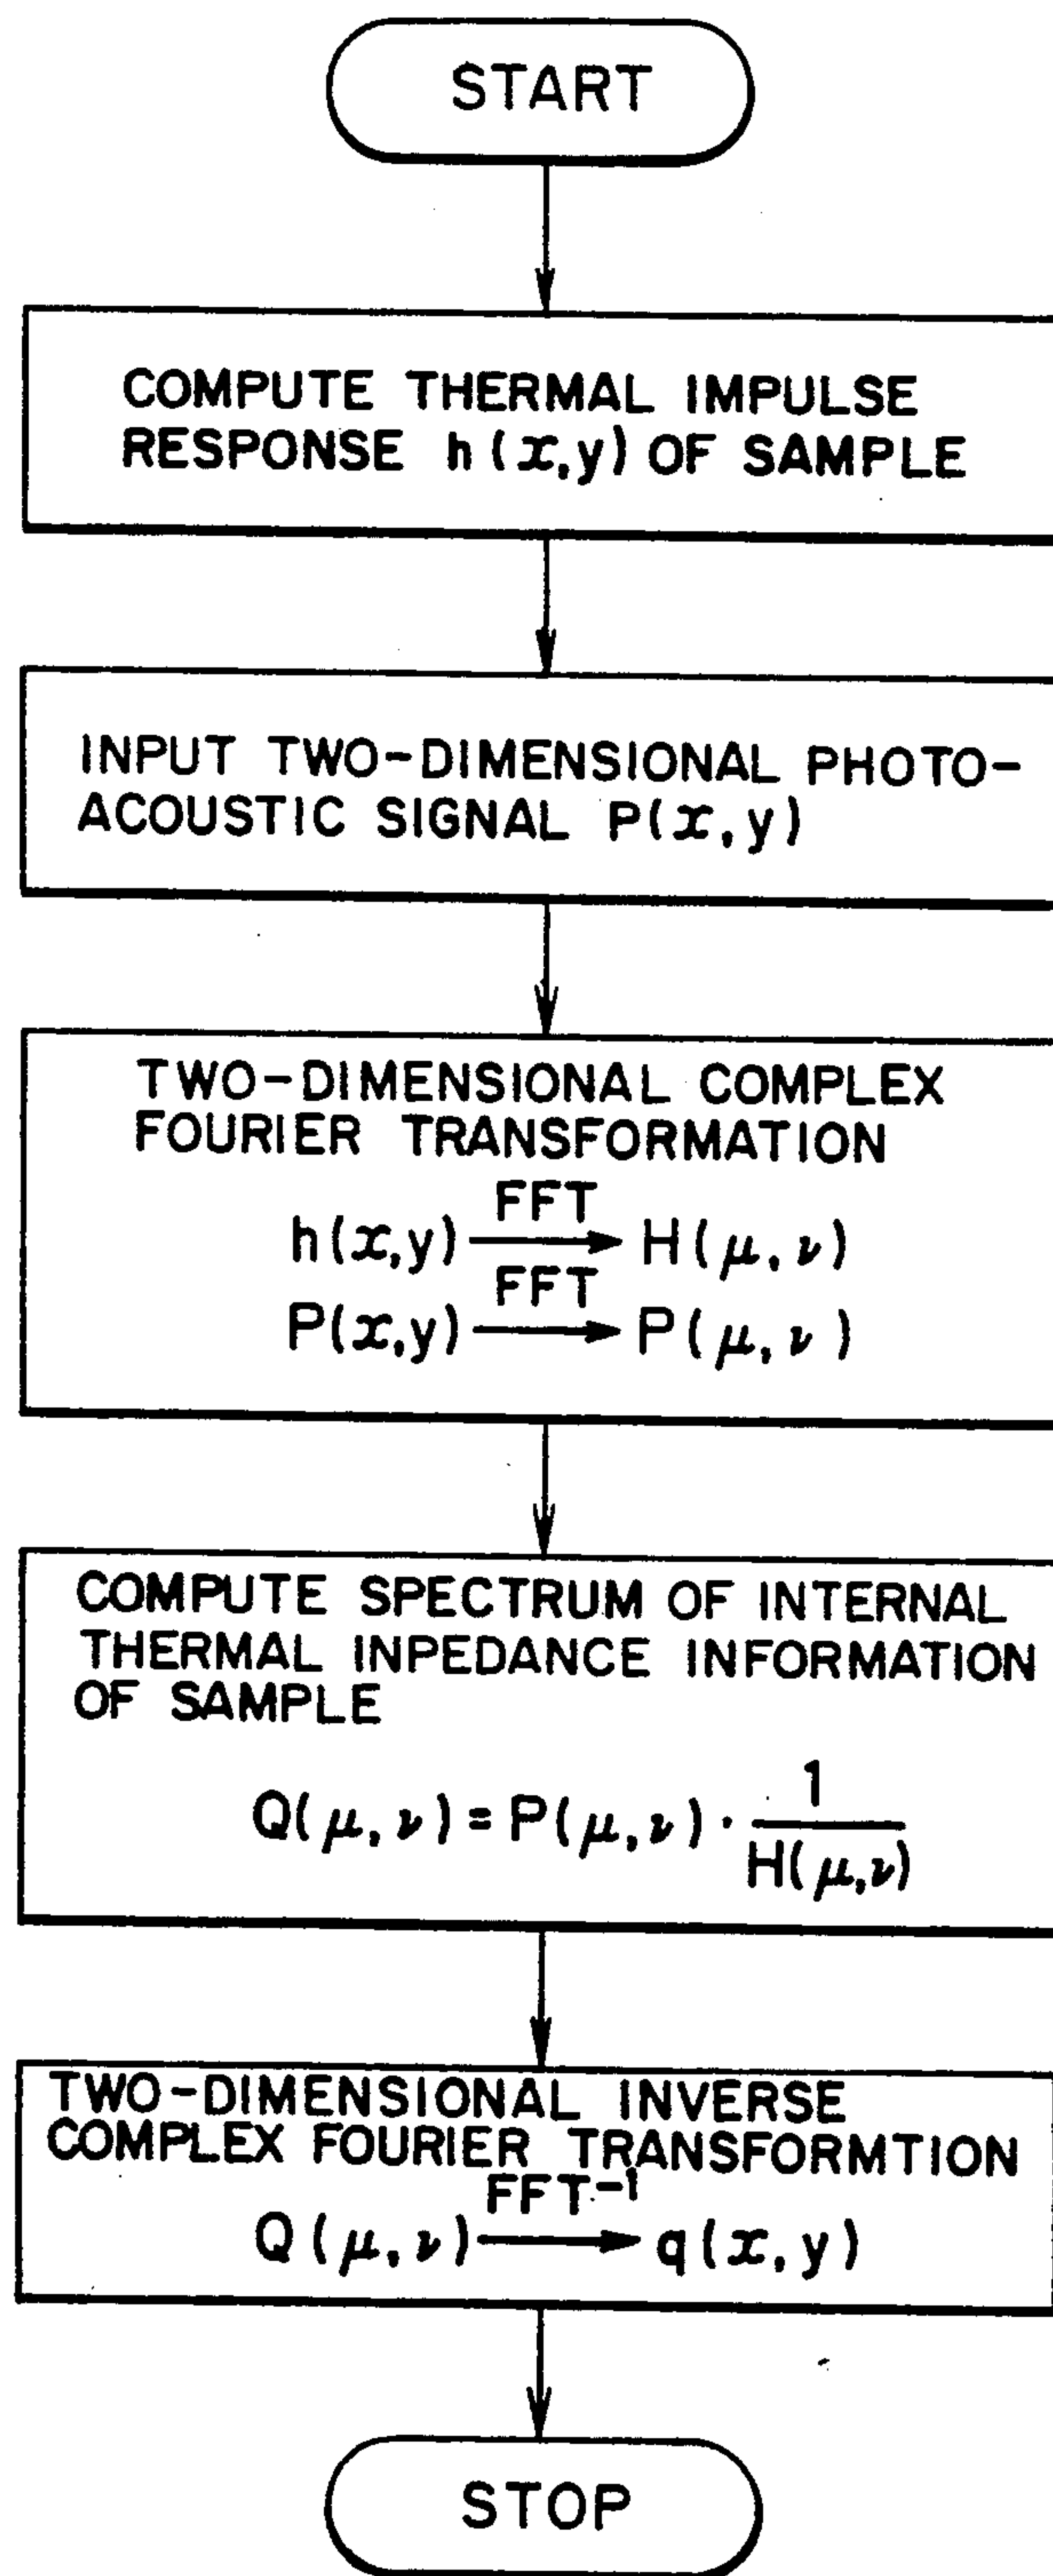 START
COMPUTE THERMAL IMPULSE
RESPONSE h(x,y) OF SAMPLE
INPUT TWO-DIMENSIONAL PHOTO-
ACOUSTIC SIGNAL P(x,y)
TWO-DIMENSIONAL COMPLEX
FOURIER TRANSFORMATION
FFT
h(x,y) → H(μ,ν)
FFT
P(x,y) → P(μ,ν)
COMPUTE SPECTRUM OF INTERNAL
THERMAL INPEDANCE INFORMATION
OF SAMPLE
Q(μ,ν) = P(μ,ν) · 1/H(μ,ν)
TWO-DIMENSIONAL INVERSE
COMPLEX FOURIER TRANSFORMTION
FFT⁻¹
Q(μ,ν) → q(x,y)
STOP